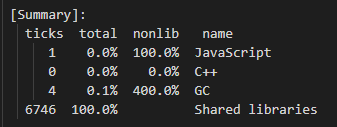 [Summary]:
ticks  total  nonlib   name
1    0.0%  100.0%  JavaScript
0    0.0%    0.0%  C++
4    0.1%  400.0%  GC
6746  100.0%          Shared libraries